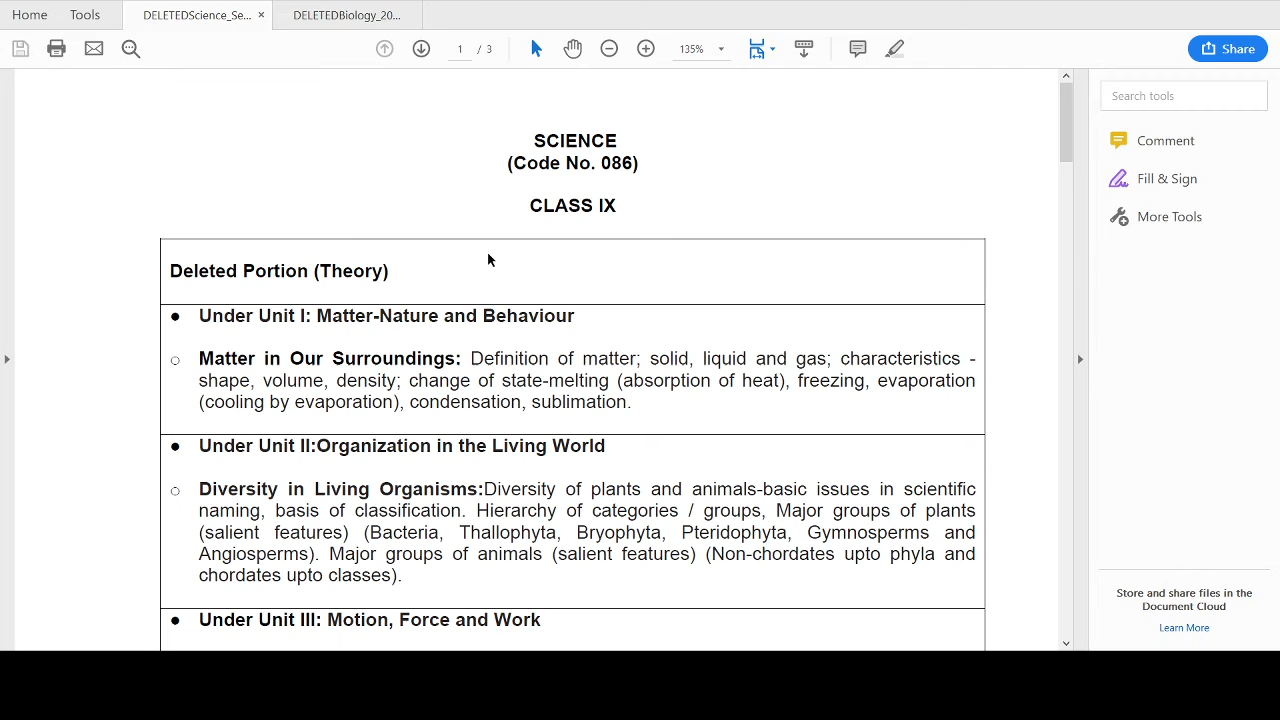 Home Tools DELETEDScience_Se... × DELETEDBiology_20...
1 / 3 135% Share
Search tools
Comment
Fill & Sign
More Tools
SCIENCE
(Code No. 086)
CLASS IX
Deleted Portion (Theory)
● Under Unit I: Matter-Nature and Behaviour
○ Matter in Our Surroundings: Definition of matter; solid, liquid and gas; characteristics -
shape, volume, density; change of state-melting (absorption of heat), freezing, evaporation
(cooling by evaporation), condensation, sublimation.
● Under Unit II:Organization in the Living World
○ Diversity in Living Organisms:Diversity of plants and animals-basic issues in scientific
naming, basis of classification. Hierarchy of categories / groups, Major groups of plants
(salient features) (Bacteria, Thallophyta, Bryophyta, Pteridophyta, Gymnosperms and
Angiosperms). Major groups of animals (salient features) (Non-chordates upto phyla and
chordates upto classes).
● Under Unit III: Motion, Force and Work
Store and share files in the
Document Cloud
Learn More